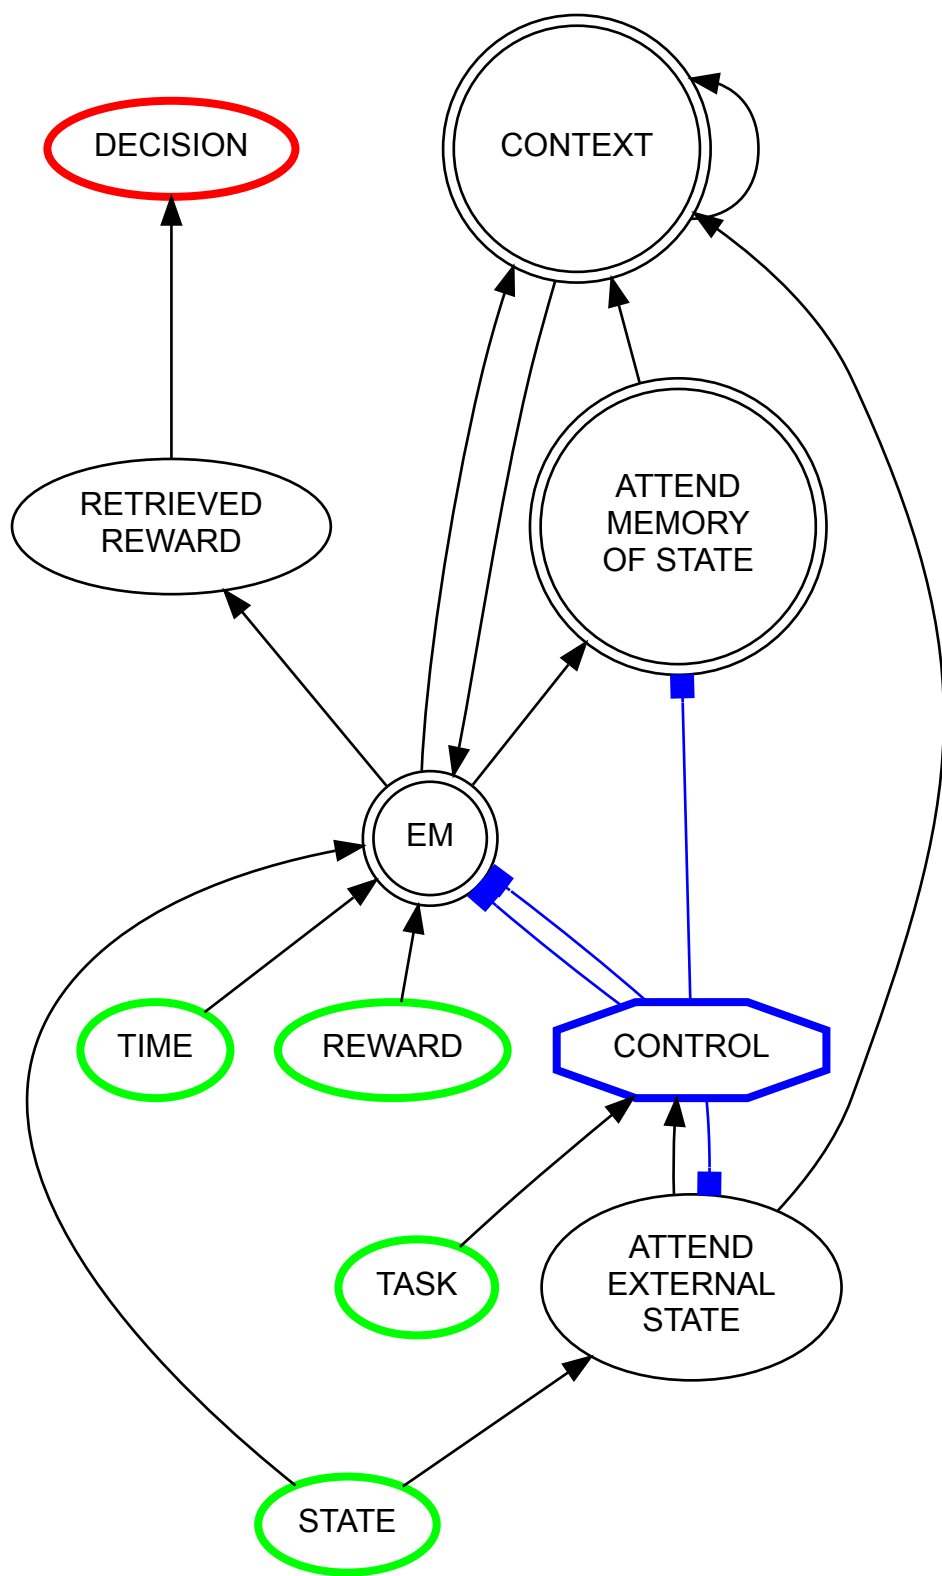 CONTEXT
DECISION
RETRIEVED
REWARD
ATTEND
MEMORY
OF STATE
EM
TIME
REWARD
CONTROL
TASK
ATTEND
EXTERNAL
STATE
STATE